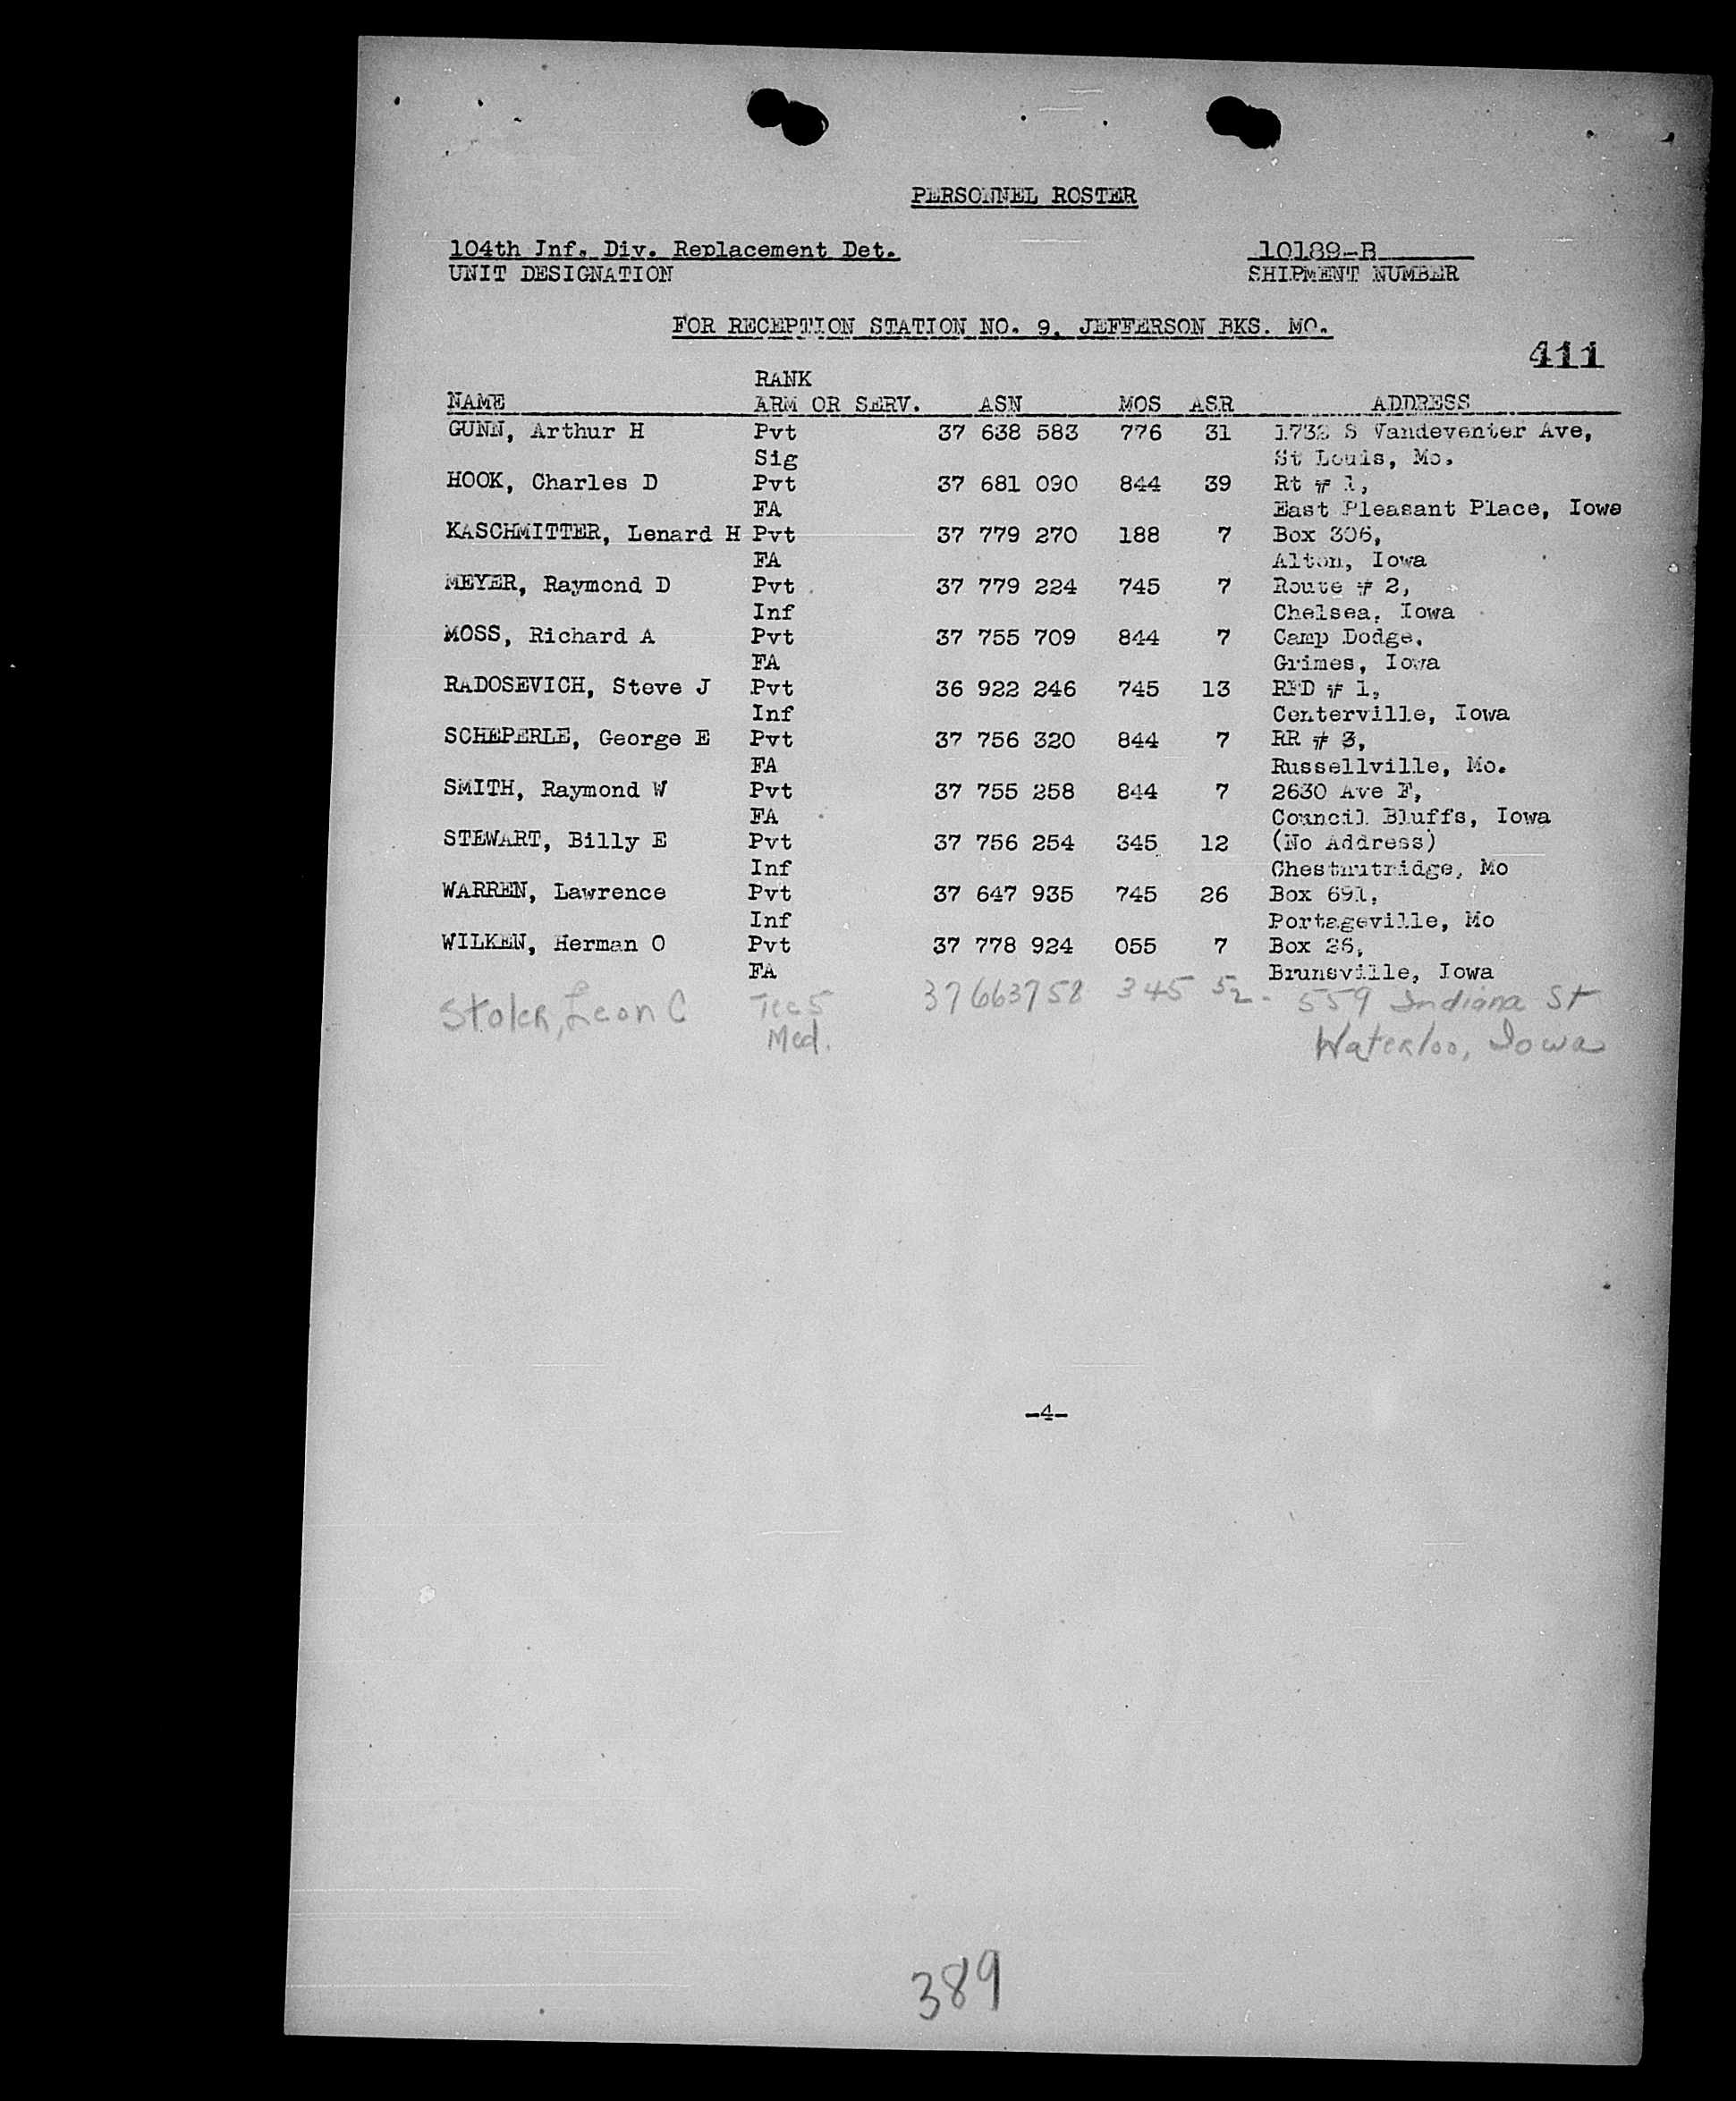 PERSONNEL ROSTER
104th Inf. Div. Replacement Det. 10189-B
UNIT DESIGNATION SHIPMENT NUMBER
FOR RECEPTION STATION NO. 9, JEFFERSON BKS. MO.
411
RANK
NAME ARM OR SERV. ASN MOS ASR ADDRESS
GUNN, Arthur H Pvt 37 638 583 776 31 S Vandeventer Ave,
Sig St Louis, Mo.
HOOK, Charles D Pvt 37 681 090 844 39 Rt # 1,
FA East Pleasant Place, Iowa
KASCHMITTER, Lenard H Pvt 37 779 270 188 7 Box 306,
FA Alton, Iowa
MEYER, Raymond D Pvt 37 779 224 745 7 Route # 2,
Inf Chelsea, Iowa
MOSS, Richard A Pvt 37 755 709 844 7 Camp Dodge,
FA Grimes, Iowa
RADOSEVICH, Steve J Pvt 36 922 246 745 13 RFD # 1,
Inf Centerville, Iowa
SCHEPERLE, George E Pvt 37 756 320 844 7 RR # 3,
FA Russellville, Mo.
SMITH, Raymond W Pvt 37 755 258 844 7 2630 Ave F,
FA Council Bluffs, Iowa
STEWART, Billy E Pvt 37 756 254 345 12 (No Address)
Inf Chestnutridge, Mo
WARREN, Lawrence Pvt 37 647 935 745 26 Box 691,
Inf Portageville, Mo
WILKEN, Herman O Pvt 37 778 924 055 7 Box 26,
FA Brunsville, Iowa
Stoler, Leon C Tec 5 37663758 345 52 - 559 Indiana St
Med. Waterloo, Iowa
-4-
389